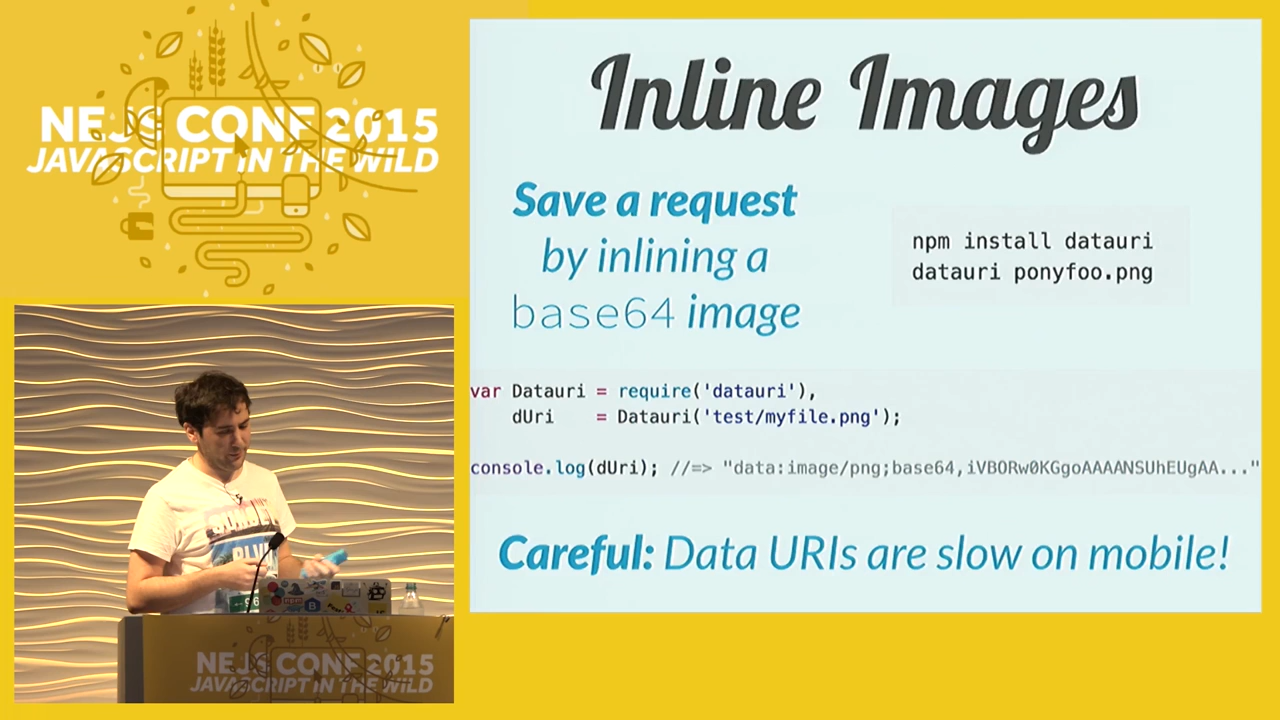 NEJS CONF 2015
JAVASCRIPT IN THE WILD
Inline Images
Save a request
by inlining a
base64 image
npm install datauri
datauri ponyfoo.png
var Datauri = require('datauri'),
dUri = Datauri('test/myfile.png');
console.log(dUri); //=> "data:image/png;base64,iVBORw0KGgoAAAANSUhEUgAA..."
Careful: Data URIs are slow on mobile!
npm
NEJS CONF 2015
JAVASCRIPT IN THE WILD